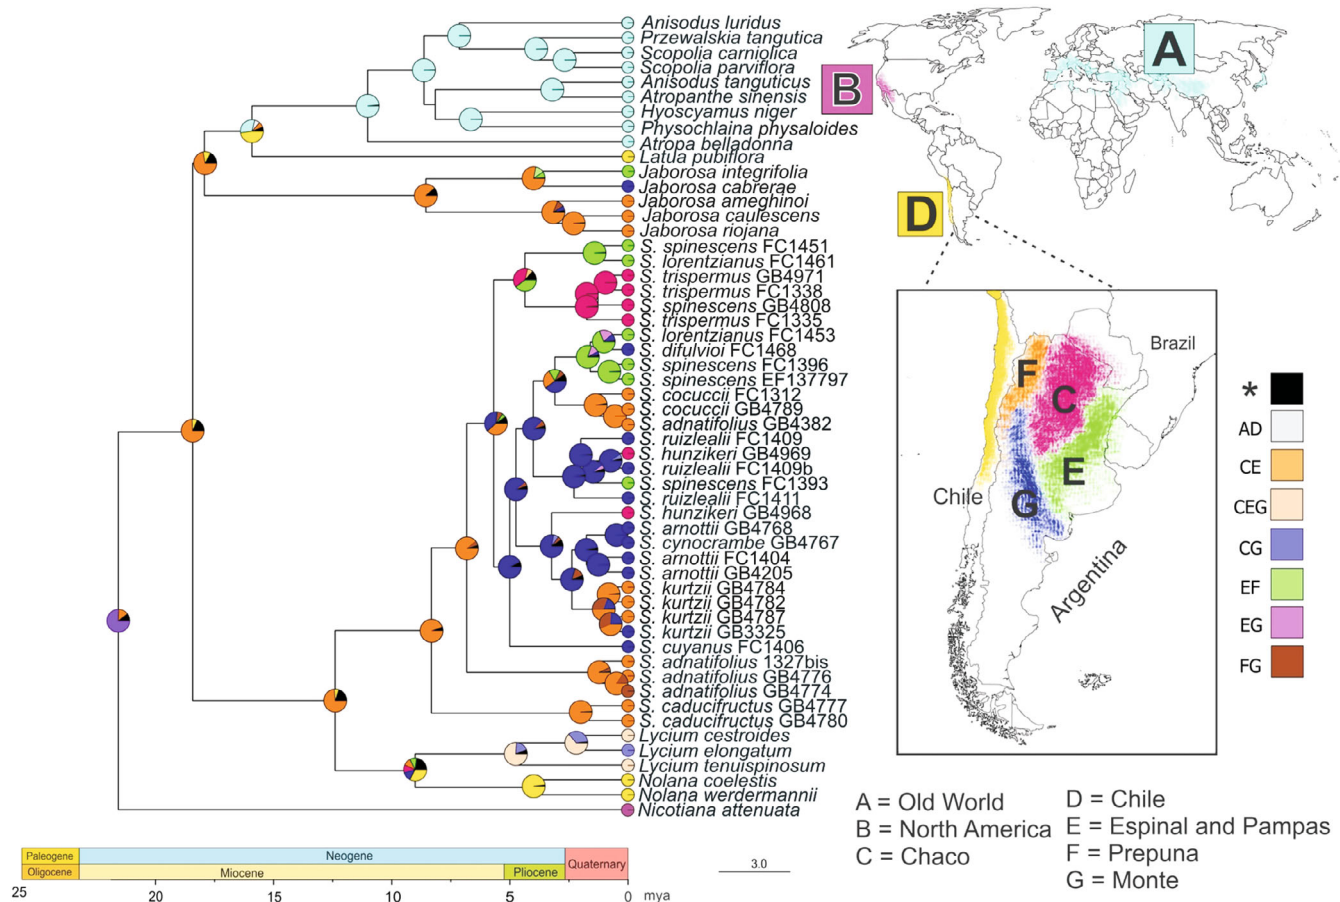 Anisodus luridus
Przewalskia tangutica
Scopolia carniolica
Scopolia parviflora
Anisodus tanguticus
Atropanthe sinensis
Hyoscyamus niger
Physochlaina physaloides
Atropa belladonna
Latula pubiflora
Jaborosa integrifolia
Jaborosa cabrerae
Jaborosa ameghinoi
Jaborosa caulescens
Jaborosa riojana
S. spinescens FC1451
S. lorentzianus FC1461
S. trispermus GB4971
S. trispermus FC1338
S. spinescens GB4808
S. trispermus FC1335
S. lorentzianus FC1453
S. difulvioi FC1468
S. spinescens FC1396
S. spinescens EF137797
S. cocuccii FC1312
S. cocuccii GB4789
S. adnatifolius GB4382
S. ruizlealii FC1409
S. hunzikeri GB4969
S. ruizlealii FC1409b
S. spinescens FC1393
S. ruizlealii FC1411
S. hunzikeri GB4968
S. arnottii GB4768
S. cynocrambe GB4767
S. arnottii FC1404
S. arnottii GB4205
S. kurtzii GB4784
S. kurtzii GB4782
S. kurtzii GB4787
S. kurtzii GB3325
S. cuyanus FC1406
S. adnatifolius 1327bis
S. adnatifolius GB4776
S. adnatifolius GB4774
S. caducifructus GB4777
S. caducifructus GB4780
Lycium cestroides
Lycium elongatum
Lycium tenuispinosum
Nolana coelestis
Nolana werdermannii
Nicotiana attenuata
Paleogene
Neogene
Quaternary
Oligocene
Miocene
Pliocene
25
20
15
10
5
0
mya
3.0
A
B
D
Brazil
F
C
E
G
Chile
Argentina
*
AD
CE
CEG
CG
EF
EG
FG
A = Old World
B = North America
C = Chaco
D = Chile
E = Espinal and Pampas
F = Prepuna
G = Monte